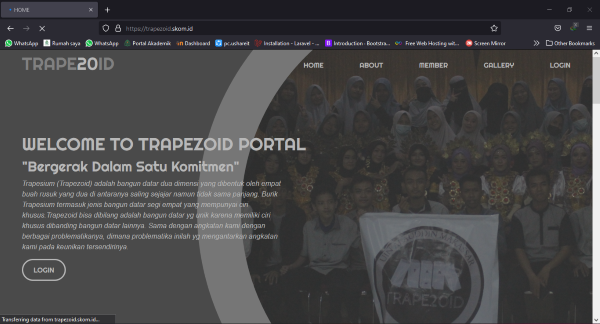 HOME
https://trapezoid.skom.id
WhatsApp
Rumah saya
WhatsApp
Portal Akademik
Dashboard
pc.ushareit
Installation - Laravel - ...
Introduction · Bootstra...
Free Web Hosting wit...
Screen Mirror
Other Bookmarks
TRAPE20ID
HOME
ABOUT
MEMBER
GALLERY
LOGIN
WELCOME TO TRAPEZOID PORTAL
"Bergerak Dalam Satu Komitmen"
Trapesium (Trapezoid) adalah bangun datar dua dimensi yang dibentuk oleh empat
buah rusuk yang dua di antaranya saling sejajar namun tidak sama panjang. Burik
Trapesium termasuk jenis bangun datar segi empat yang mempunyai ciri
khusus.Trapezoid bisa dibilang adalah bangun datar yg unik karena memiliki ciri
khusus dibanding bangun datar lainnya. Sama dengan angkatan kami dengan
berbagai problematikanya, dimana problematika inilah yg mengantarkan angkatan
kami pada keunikan tersendirinya.
LOGIN
TRAPE20ID
Transferring data from trapezoid.skom.id...